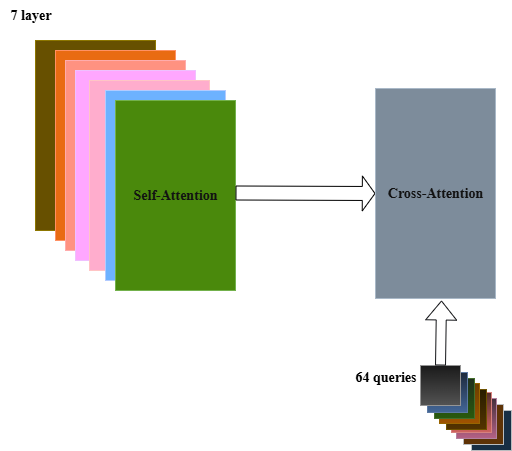 7 layer
Self-Attention
Cross-Attention
64 queries